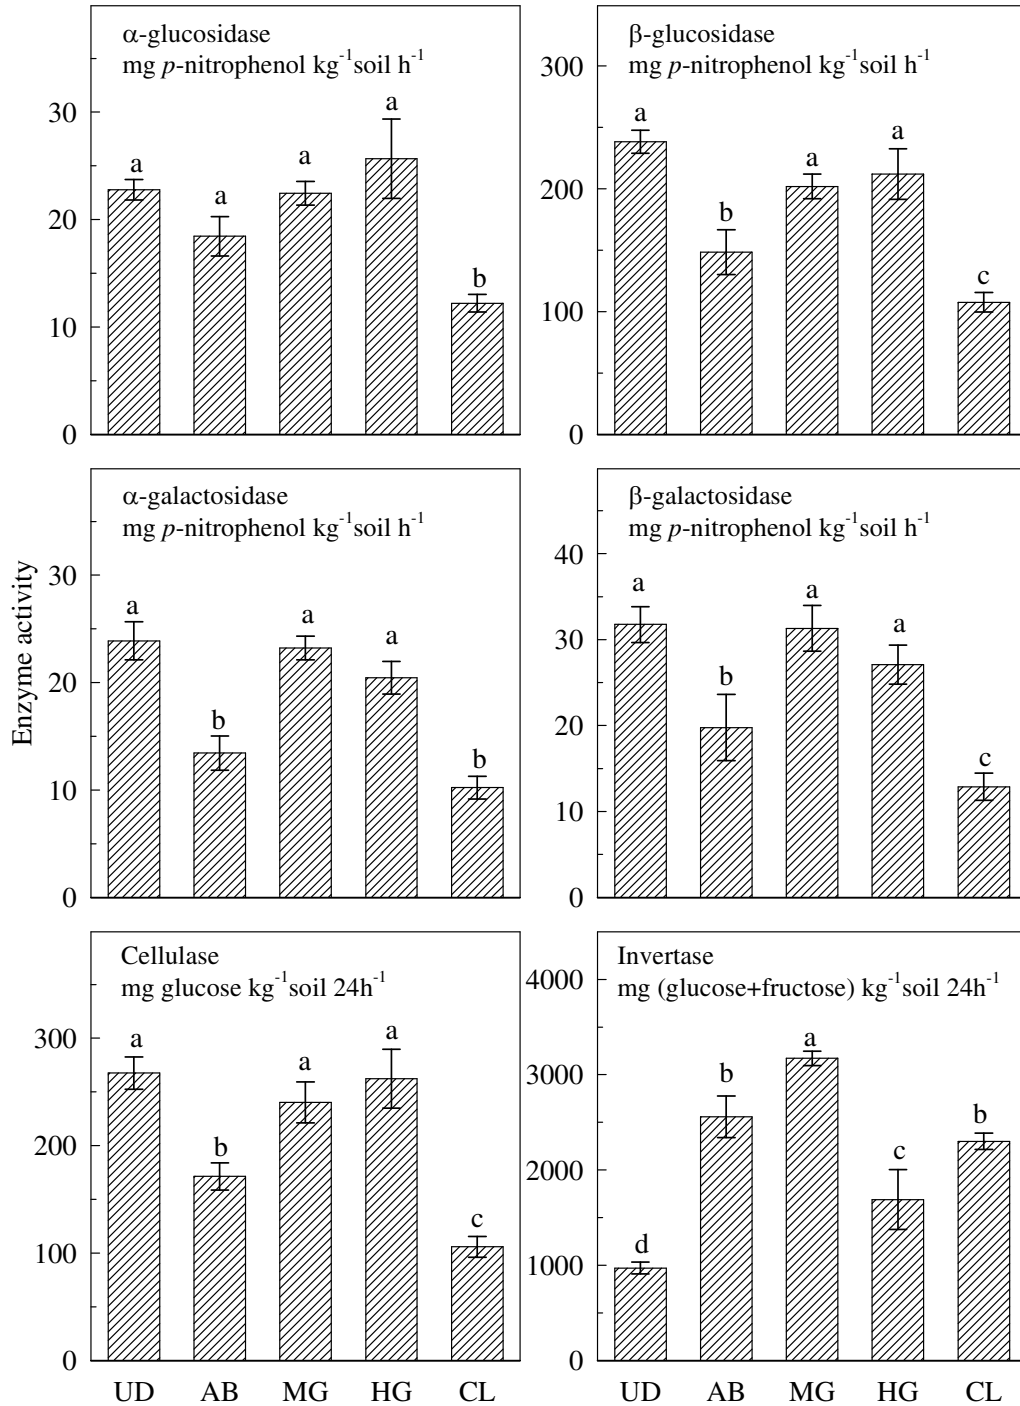 α-glucosidase
mg p-nitrophenol kg⁻¹soil h⁻¹
30
20
10
0
a
a
a
a
b
β-glucosidase
mg p-nitrophenol kg⁻¹soil h⁻¹
300
200
100
0
a
b
a
a
c
Enzyme activity
α-galactosidase
mg p-nitrophenol kg⁻¹soil h⁻¹
30
20
10
0
a
b
a
a
b
β-galactosidase
mg p-nitrophenol kg⁻¹soil h⁻¹
40
30
20
10
0
a
b
a
a
c
Cellulase
mg glucose kg⁻¹soil 24h⁻¹
300
200
100
0
a
b
a
a
c
UD AB MG HG CL
Invertase
mg (glucose+fructose) kg⁻¹soil 24h⁻¹
4000
3000
2000
1000
0
d
b
a
c
b
UD AB MG HG CL